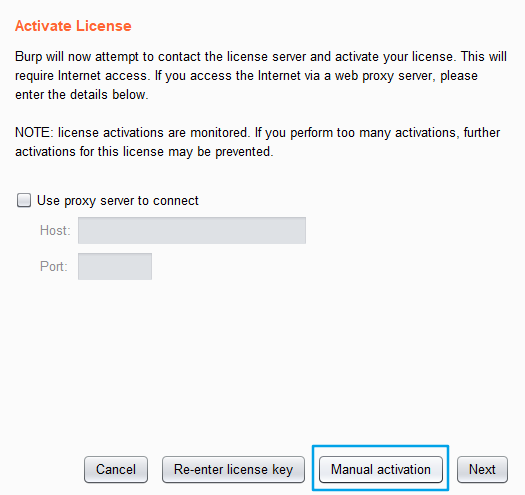 Activate License
Burp will now attempt to contact the license server and activate your license. This will
require Internet access. If you access the Internet via a web proxy server, please
enter the details below.
NOTE: license activations are monitored. If you perform too many activations, further
activations for this license may be prevented.
Use proxy server to connect
Host:
Port:
Cancel Re-enter license key Manual activation Next